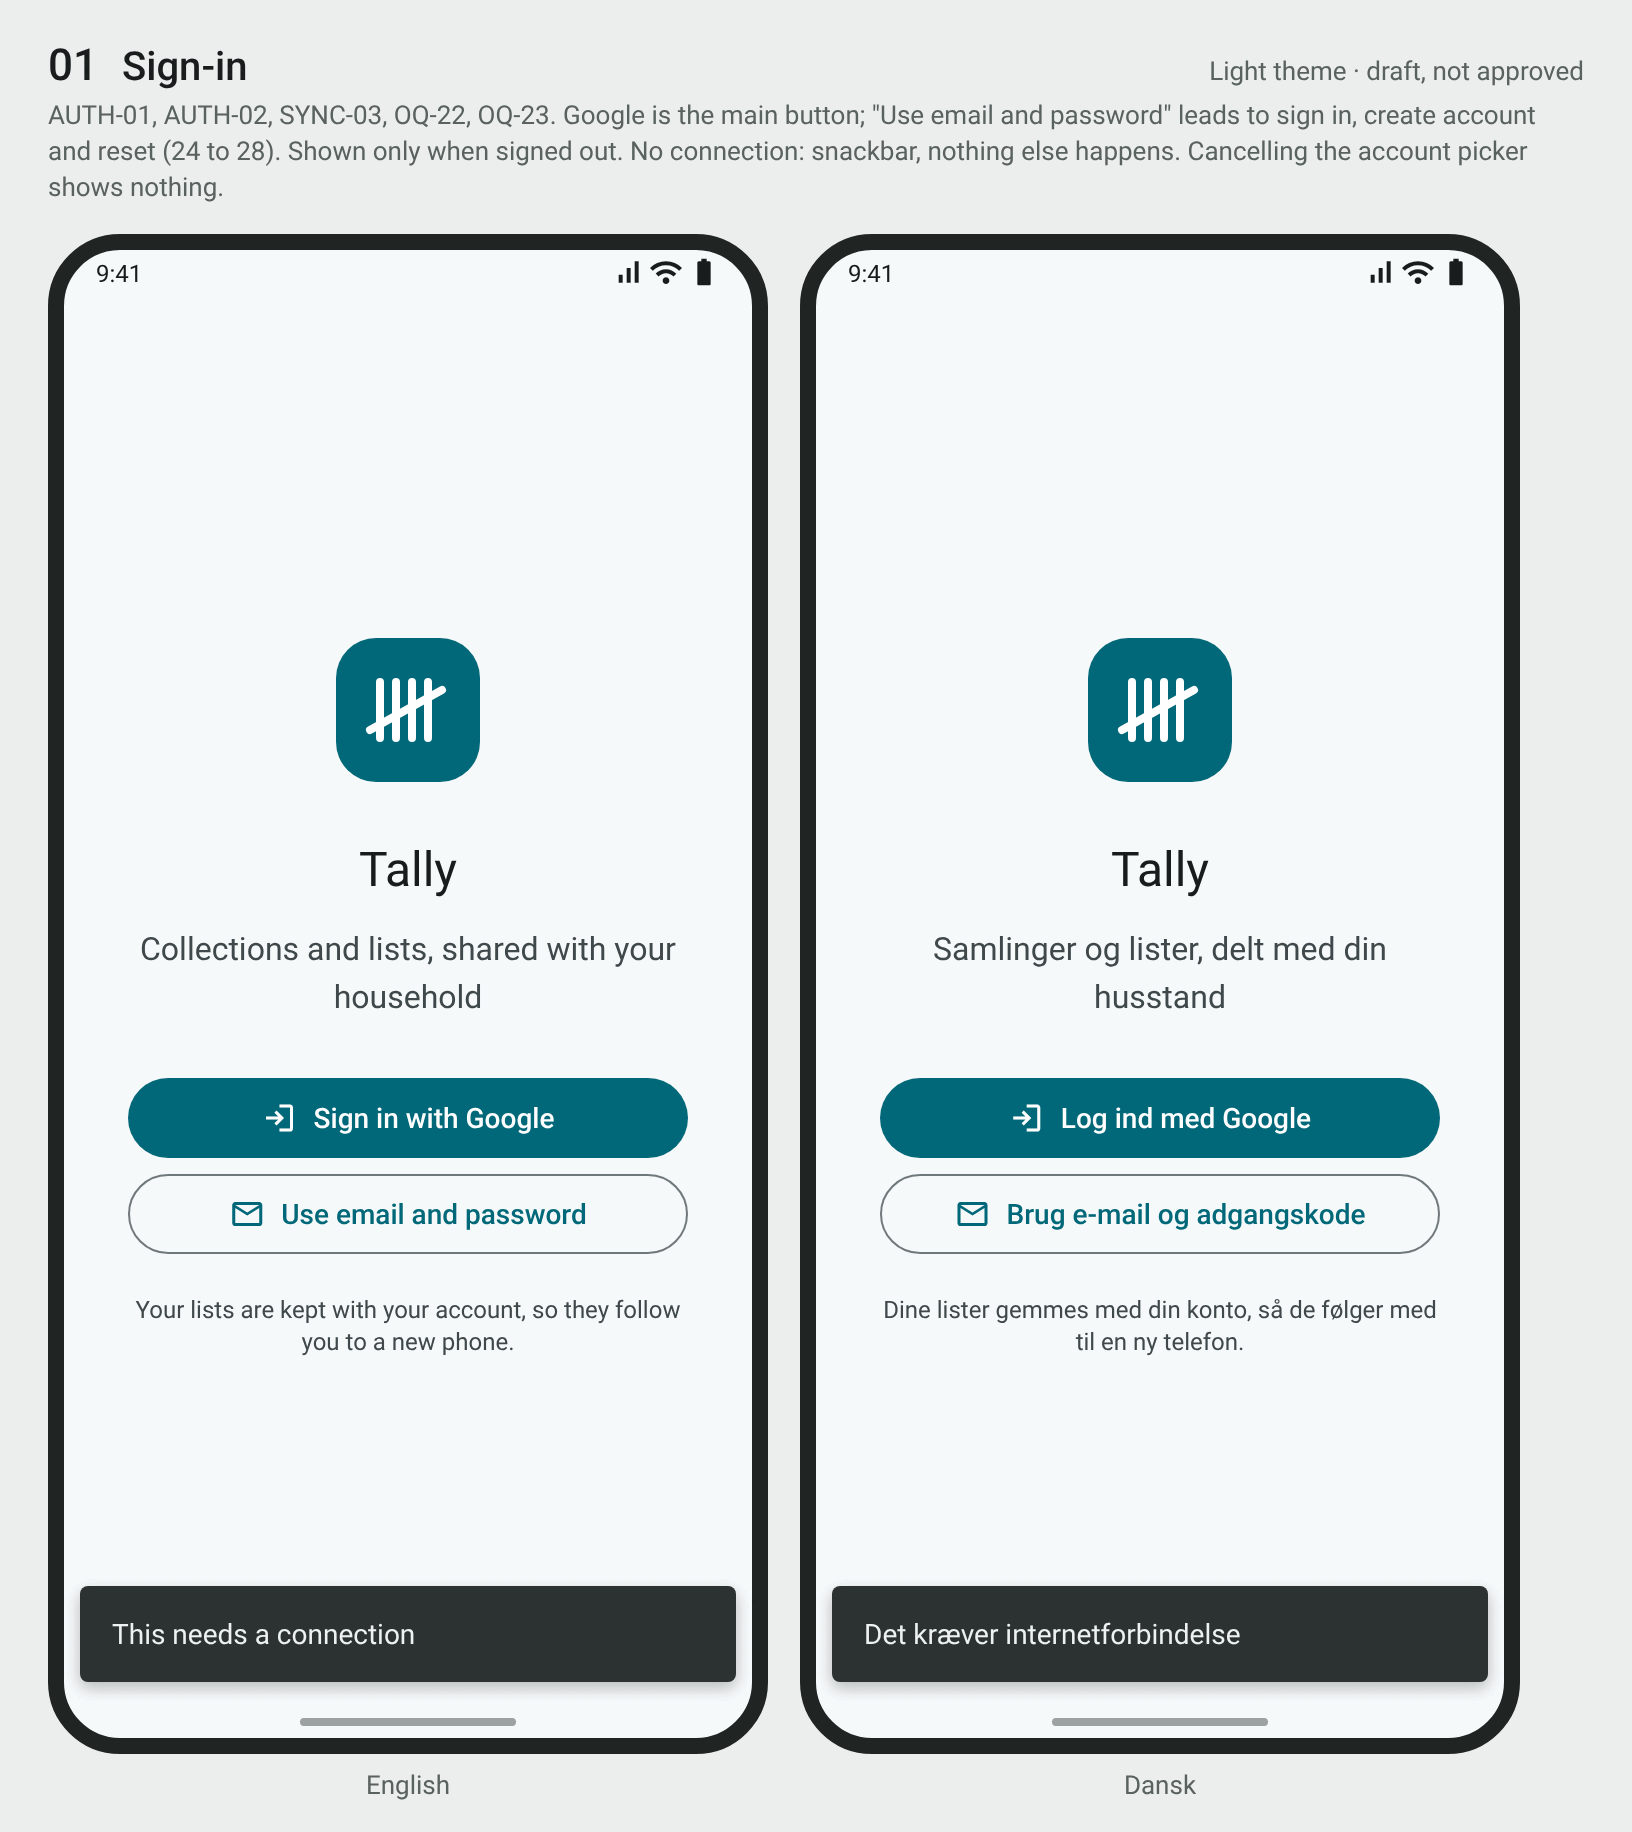 01 Sign-in
Light theme · draft, not approved
AUTH-01, AUTH-02, SYNC-03, OQ-22, OQ-23. Google is the main button; "Use email and password" leads to sign in, create account
and reset (24 to 28). Shown only when signed out. No connection: snackbar, nothing else happens. Cancelling the account picker
shows nothing.
9:41
Tally
Collections and lists, shared with your
household
Sign in with Google
Use email and password
Your lists are kept with your account, so they follow
you to a new phone.
This needs a connection
English
9:41
Tally
Samlinger og lister, delt med din
husstand
Log ind med Google
Brug e-mail og adgangskode
Dine lister gemmes med din konto, så de følger med
til en ny telefon.
Det kræver internetforbindelse
Dansk